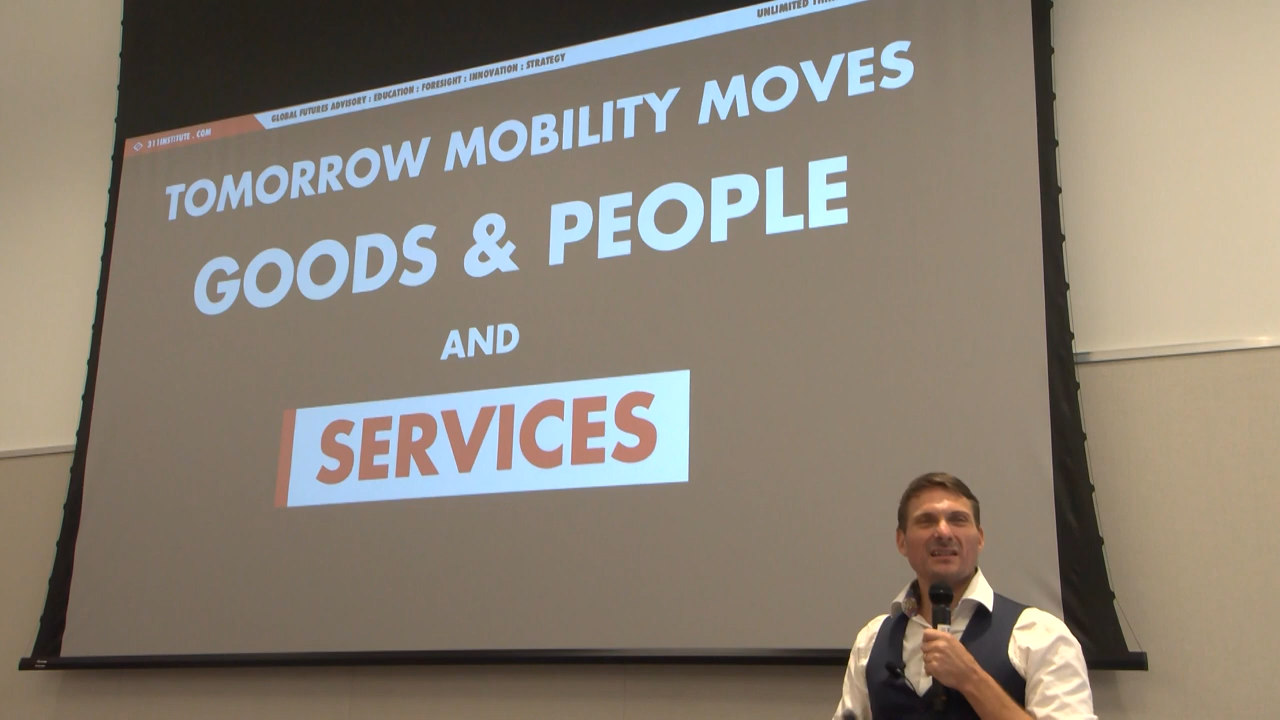 311INSTITUTE . COM
GLOBAL FUTURES ADVISORY : EDUCATION : FORESIGHT : INNOVATION : STRATEGY
UNLIMITED
TOMORROW MOBILITY MOVES
GOODS & PEOPLE
AND
SERVICES